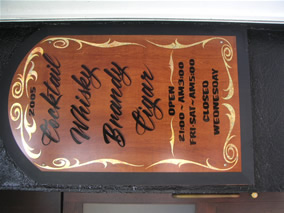 2005
Cocktail
Whisky
Brandy
Cigar
OPEN
21:00~AM3:00
FRI·SAT~AM5:00
CLOSED
WEDNESDAY